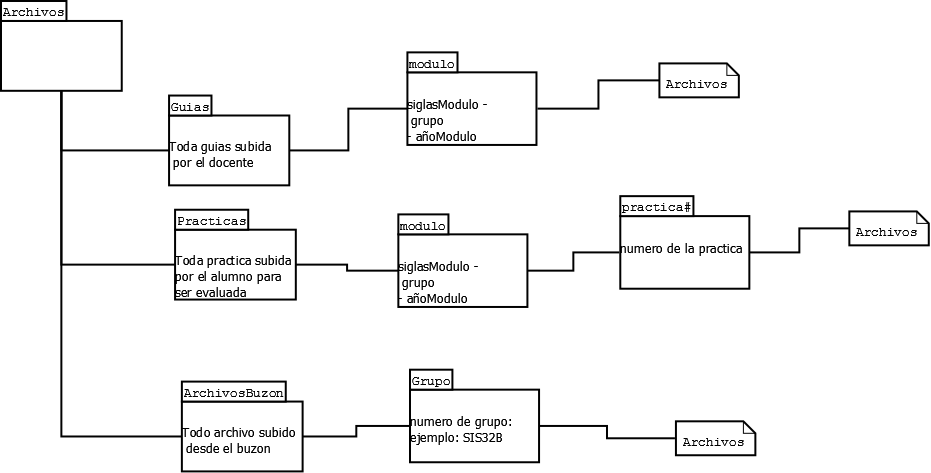 Archivos
modulo
siglasModulo -
grupo
- añoModulo
Archivos
Guias
Toda guias subida
por el docente
Practicas
Toda practica subida
por el alumno para
ser evaluada
modulo
siglasModulo -
grupo
- añoModulo
practica#
numero de la practica
Archivos
ArchivosBuzon
Todo archivo subido
desde el buzon
Grupo
numero de grupo:
ejemplo: SIS32B
Archivos